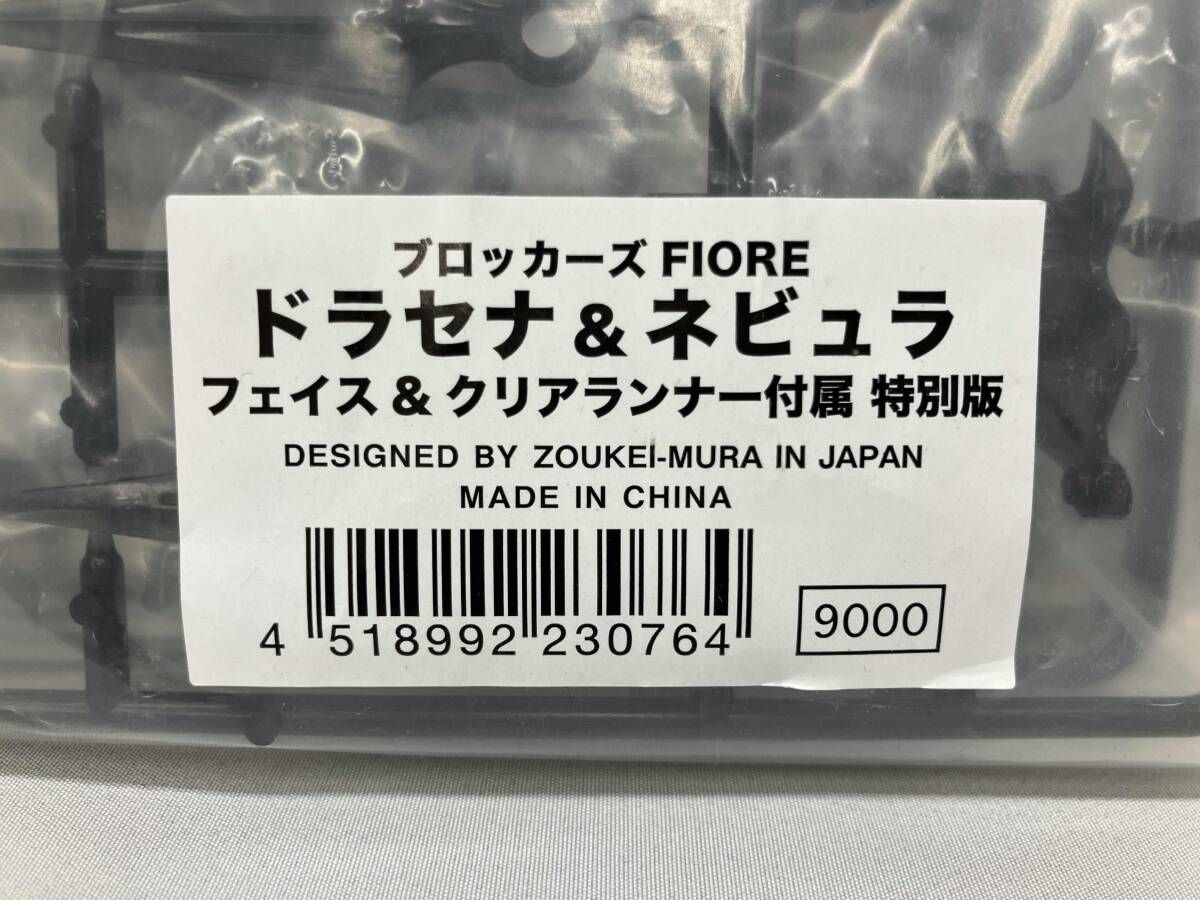 ブロッカーズ FIORE
ドラセナ & ネビュラ
フェイス & クリアランナー付属 特別版
DESIGNED BY ZOUKEI-MURA IN JAPAN
MADE IN CHINA
4 518992 230764
9000